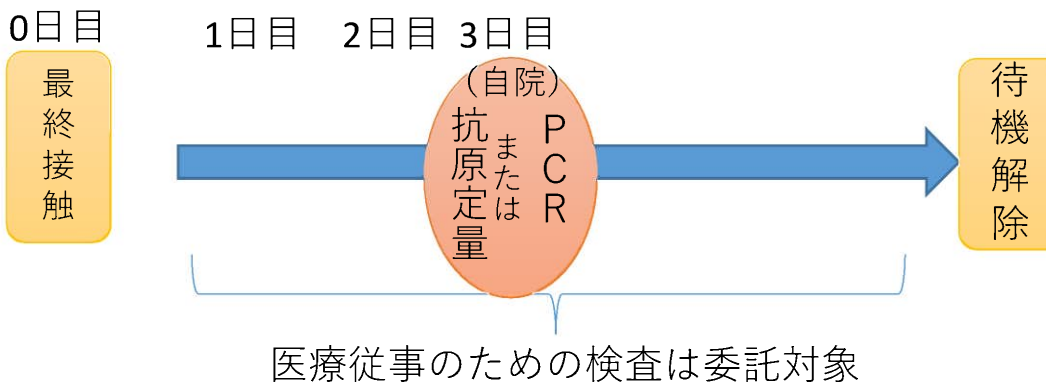 0日目
1日目
2日目
3日目
最終接触
(自院)
PCR
または
抗原定量
待機解除
医療従事のための検査は委託対象